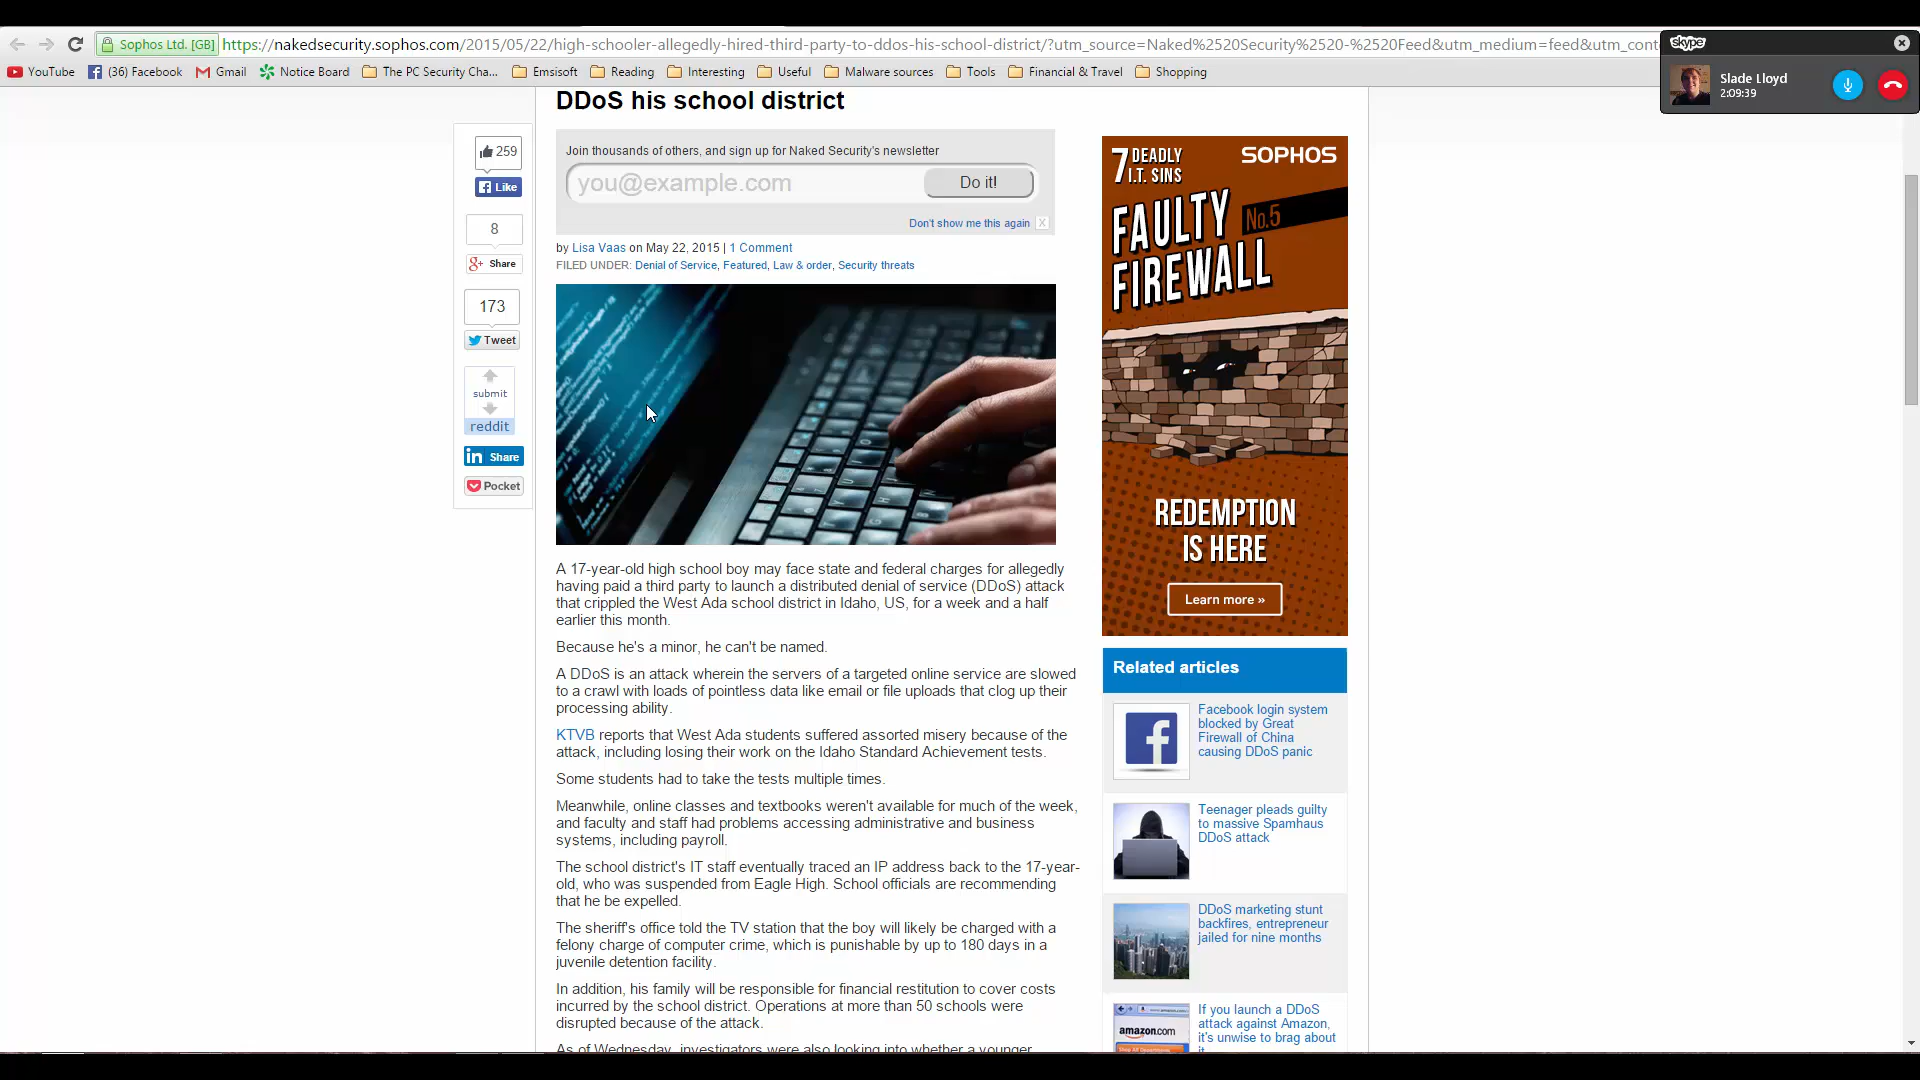 Sophos Ltd. [GB] https://nakedsecurity.sophos.com/2015/05/22/high-schooler-allegedly-hired-third-party-to-ddos-his-school-district/?utm_source=Naked%2520Security%2520-%2520Feed&utm_medium=feed&utm_cont
skype
Slade Lloyd
2:09:39
YouTube (36) Facebook Gmail Notice Board The PC Security Cha... Emsisoft Reading Interesting Useful Malware sources Tools Financial & Travel Shopping
DDoS his school district
Join thousands of others, and sign up for Naked Security's newsletter
you@example.com Do it!
Don't show me this again X
by Lisa Vaas on May 22, 2015 | 1 Comment
FILED UNDER: Denial of Service, Featured, Law & order, Security threats
259
Like
8
Share
173
Tweet
submit
reddit
in Share
Pocket
A 17-year-old high school boy may face state and federal charges for allegedly
having paid a third party to launch a distributed denial of service (DDoS) attack
that crippled the West Ada school district in Idaho, US, for a week and a half
earlier this month.
Because he's a minor, he can't be named.
A DDoS is an attack wherein the servers of a targeted online service are slowed
to a crawl with loads of pointless data like email or file uploads that clog up their
processing ability.
KTVB reports that West Ada students suffered assorted misery because of the
attack, including losing their work on the Idaho Standard Achievement tests.
Some students had to take the tests multiple times.
Meanwhile, online classes and textbooks weren't available for much of the week,
and faculty and staff had problems accessing administrative and business
systems, including payroll.
The school district's IT staff eventually traced an IP address back to the 17-year-
old, who was suspended from Eagle High. School officials are recommending
that he be expelled.
The sheriff's office told the TV station that the boy will likely be charged with a
felony charge of computer crime, which is punishable by up to 180 days in a
juvenile detention facility.
In addition, his family will be responsible for financial restitution to cover costs
incurred by the school district. Operations at more than 50 schools were
disrupted because of the attack.
As of Wednesday, investigators were also looking into whether a younger
7 DEADLY I.T. SINS
SOPHOS
FAULTY No.5
FIREWALL
REDEMPTION
IS HERE
Learn more »
Related articles
Facebook login system
blocked by Great
Firewall of China
causing DDoS panic
Teenager pleads guilty
to massive Spamhaus
DDoS attack
DDoS marketing stunt
backfires, entrepreneur
jailed for nine months
amazon.com
If you launch a DDoS
attack against Amazon,
it's unwise to brag about
it